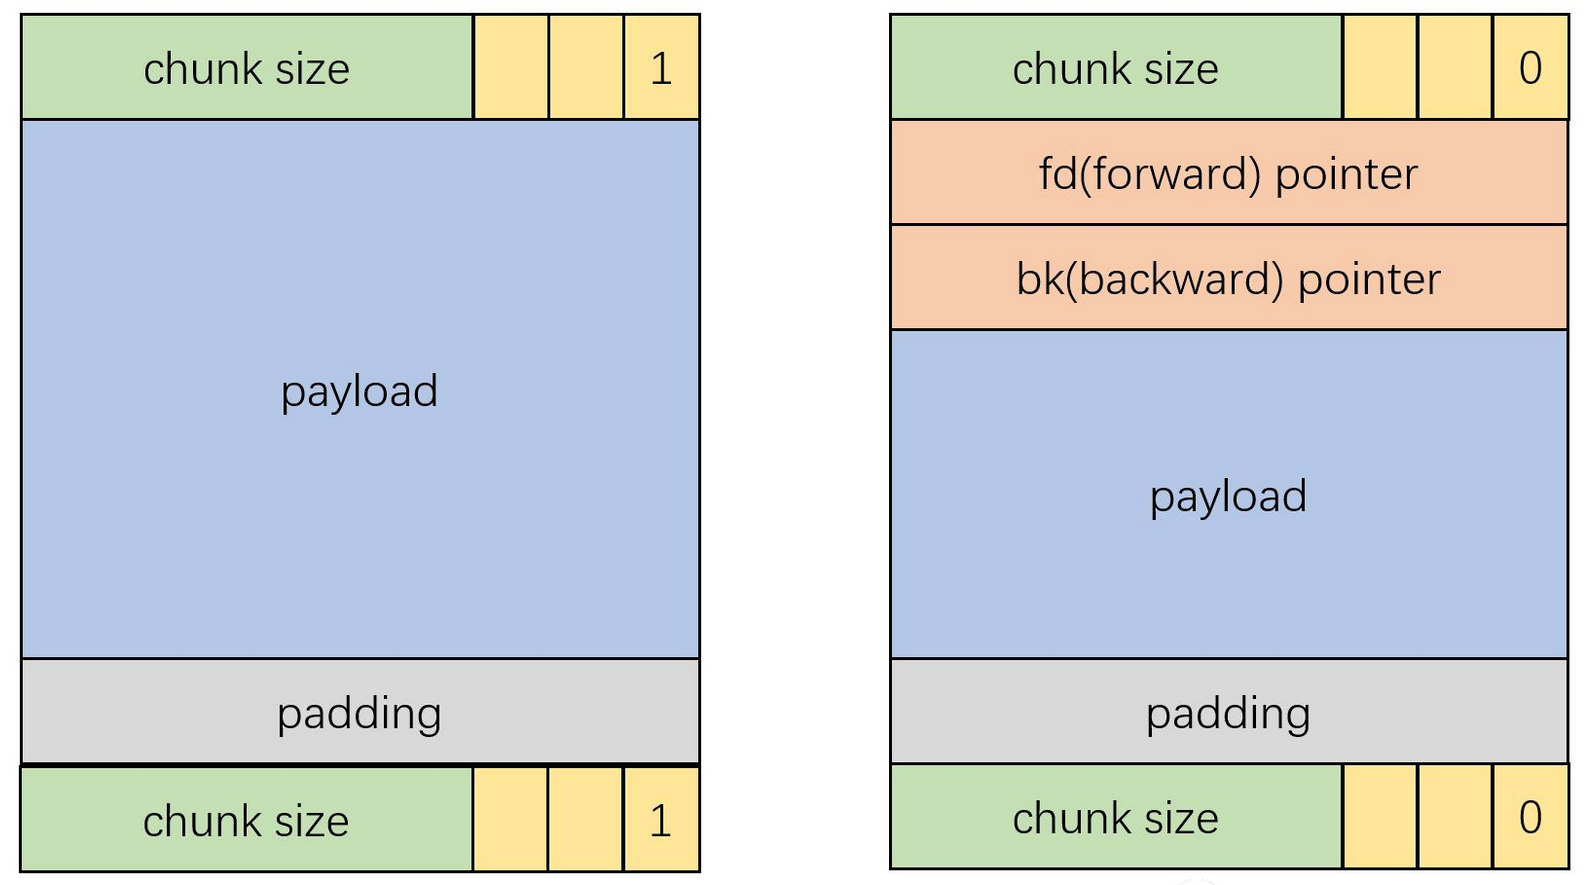 chunk size 1
payload
padding
chunk size 1
chunk size 0
fd(forward) pointer
bk(backward) pointer
payload
padding
chunk size 0